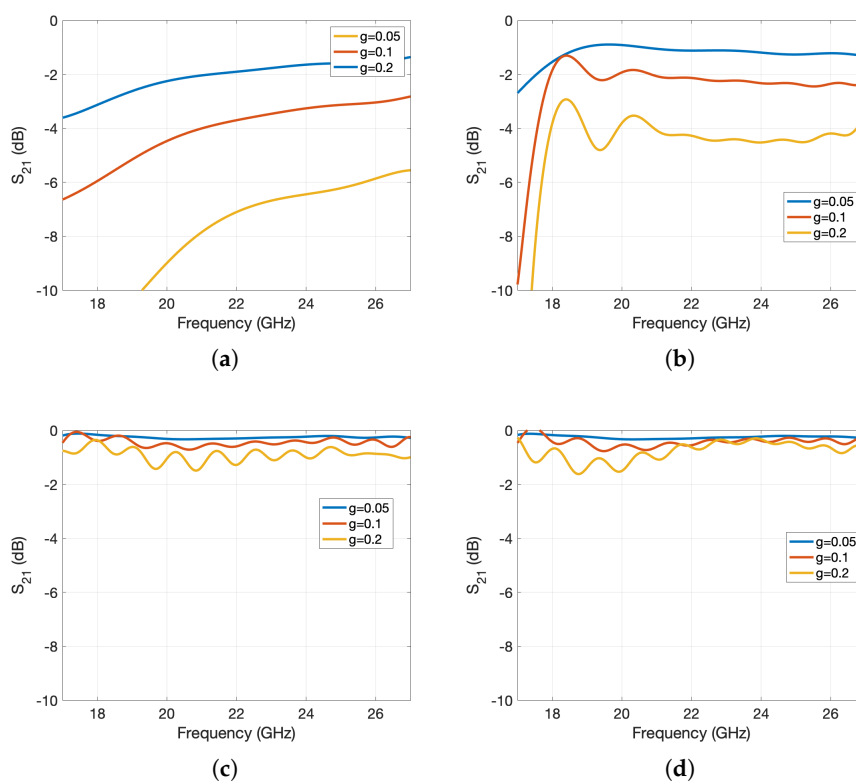 0
-2
-4
-6
-8
-10
S21 (dB)
18 20 22 24 26
Frequency (GHz)
g=0.05
g=0.1
g=0.2
(a)
0
-2
-4
-6
-8
-10
S21 (dB)
18 20 22 24 26
Frequency (GHz)
g=0.05
g=0.1
g=0.2
(b)
0
-2
-4
-6
-8
-10
S21 (dB)
18 20 22 24 26
Frequency (GHz)
g=0.05
g=0.1
g=0.2
(c)
0
-2
-4
-6
-8
-10
S21 (dB)
18 20 22 24 26
Frequency (GHz)
g=0.05
g=0.1
g=0.2
(d)